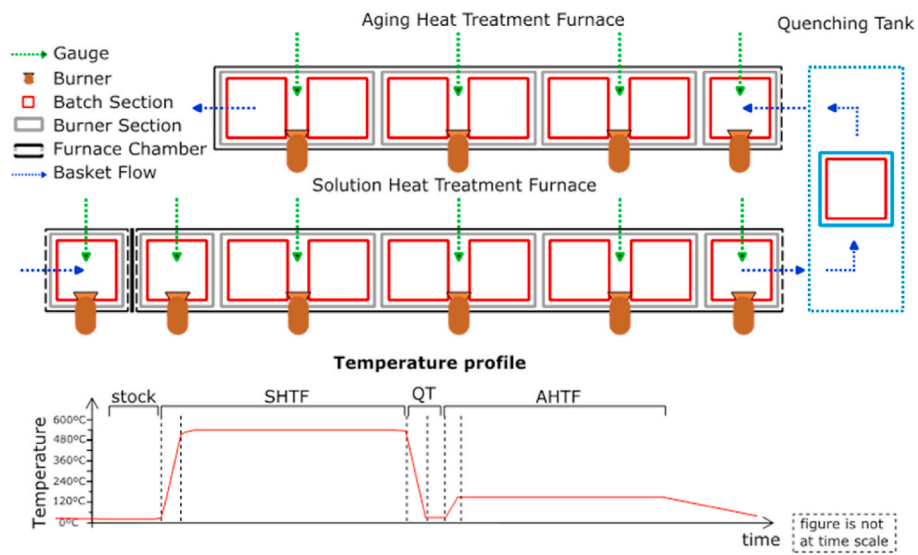 Aging Heat Treatment Furnace
Quenching Tank
Gauge
Burner
Batch Section
Burner Section
Furnace Chamber
Basket Flow
Solution Heat Treatment Furnace
Temperature profile
stock
SHTF
QT
AHTF
Temperature
600ºC
480ºC
360ºC
240ºC
120ºC
0ºC
time
figure is not
at time scale